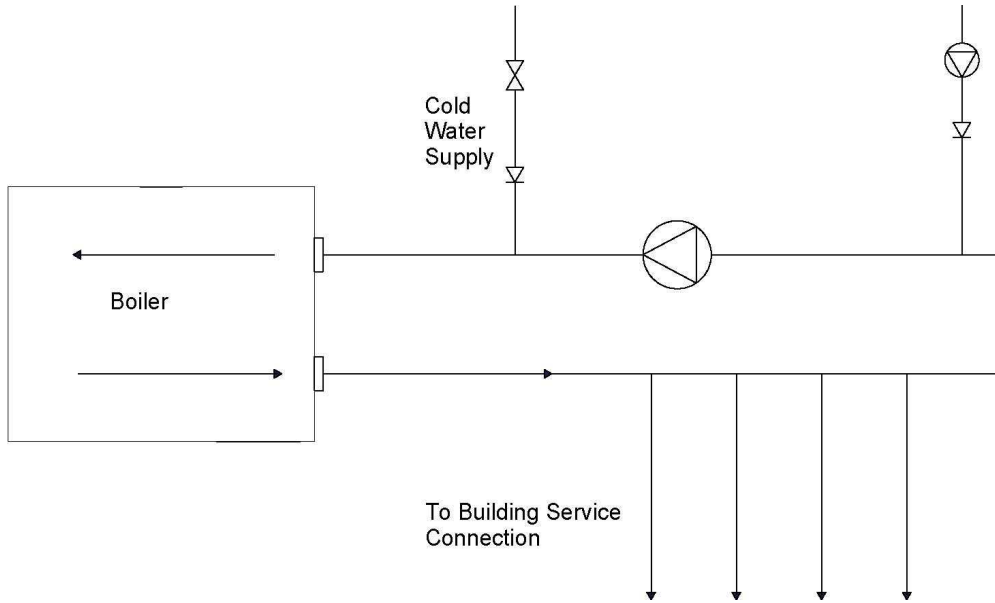 Cold
Water
Supply
Boiler
To Building Service
Connection